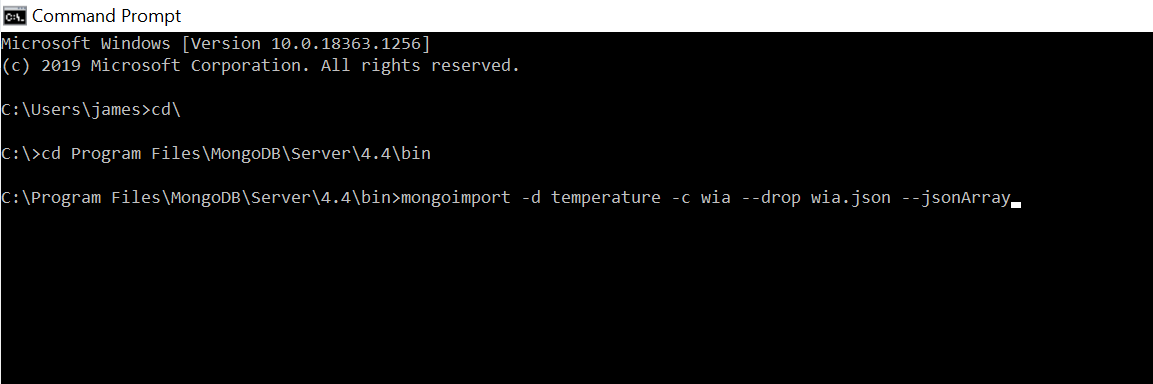 C:\. Command Prompt
Microsoft Windows [Version 10.0.18363.1256]
(c) 2019 Microsoft Corporation. All rights reserved.
C:\Users\james>cd\
C:\>cd Program Files\MongoDB\Server\4.4\bin
C:\Program Files\MongoDB\Server\4.4\bin>mongoimport -d temperature -c wia --drop wia.json --jsonArray